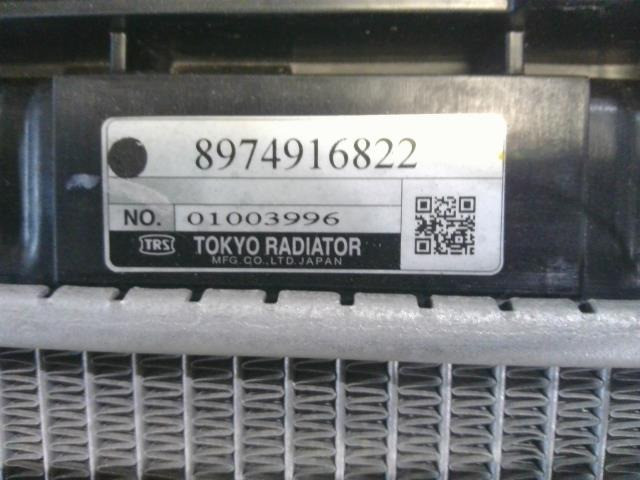 8974916822
NO. 01003996
TRS TOKYO RADIATOR
MFG.CO.,LTD.JAPAN